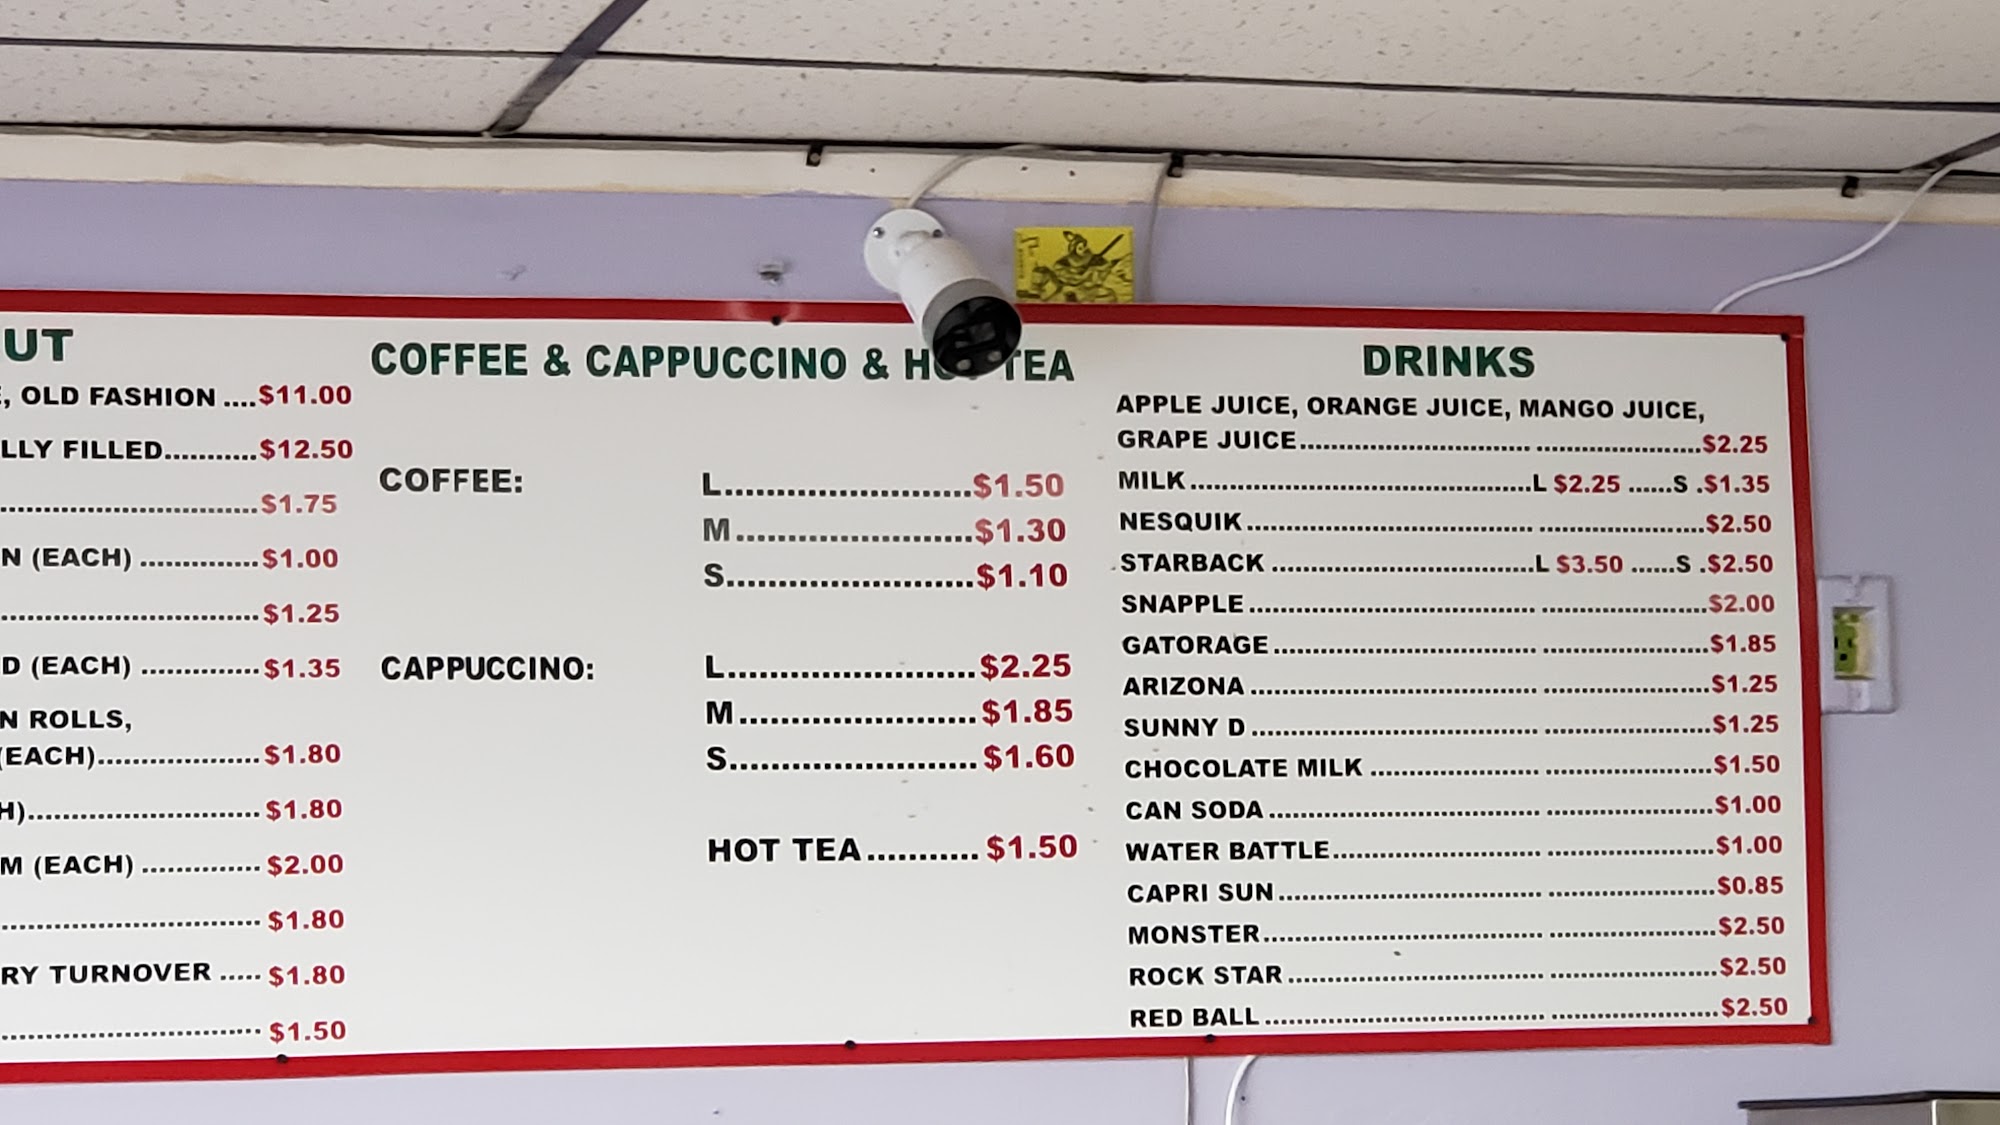 UT
, OLD FASHION ....$11.00
LLY FILLED...........$12.50
.............................$1.75
N (EACH) ..............$1.00
.............................$1.25
D (EACH) ..............$1.35
N ROLLS,
(EACH)...................$1.80
H)...........................$1.80
M (EACH) ..............$2.00
.............................$1.80
RY TURNOVER .....$1.80
.............................$1.50
COFFEE & CAPPUCCINO & H TEA
COFFEE: L........................$1.50
M.......................$1.30
S........................$1.10
CAPPUCCINO: L........................$2.25
M.......................$1.85
S........................$1.60
HOT TEA...........$1.50
DRINKS
APPLE JUICE, ORANGE JUICE, MANGO JUICE,
GRAPE JUICE.............................. .....................$2.25
MILK............................................L $2.25 ......S .$1.35
NESQUIK..................................... .....................$2.50
STARBACK ..................................L $3.50 ......S .$2.50
SNAPPLE..................................... .....................$2.00
GATORAGE.................................. .....................$1.85
ARIZONA ..................................... .....................$1.25
SUNNY D ..................................... .....................$1.25
CHOCOLATE MILK ...................... .....................$1.50
CAN SODA ................................... .....................$1.00
WATER BATTLE........................... .....................$1.00
CAPRI SUN.................................. .....................$0.85
MONSTER.................................... .....................$2.50
ROCK STAR ................................. .....................$2.50
RED BALL .................................... .....................$2.50